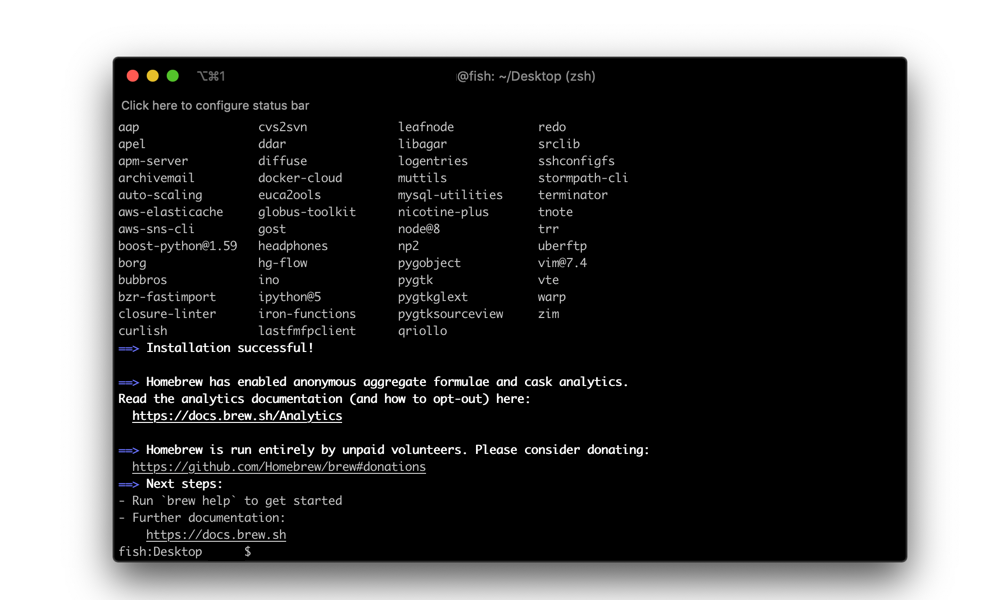 ⌥⌘1 @fish: ~/Desktop (zsh)
Click here to configure status bar
aap cvs2svn leafnode redo
apel ddar libagar srclib
apm-server diffuse logentries sshconfigfs
archivemail docker-cloud muttils stormpath-cli
auto-scaling euca2ools mysql-utilities terminator
aws-elasticache globus-toolkit nicotine-plus tnote
aws-sns-cli gost node@8 trr
boost-python@1.59 headphones np2 uberftp
borg hg-flow pygobject vim@7.4
bubbros ino pygtk vte
bzr-fastimport ipython@5 pygtkglext warp
closure-linter iron-functions pygtksourceview zim
curlish lastfmfpclient qriollo
==> Installation successful!
==> Homebrew has enabled anonymous aggregate formulae and cask analytics.
Read the analytics documentation (and how to opt-out) here:
https://docs.brew.sh/Analytics
==> Homebrew is run entirely by unpaid volunteers. Please consider donating:
https://github.com/Homebrew/brew#donations
==> Next steps:
- Run `brew help` to get started
- Further documentation:
https://docs.brew.sh
fish:Desktop $